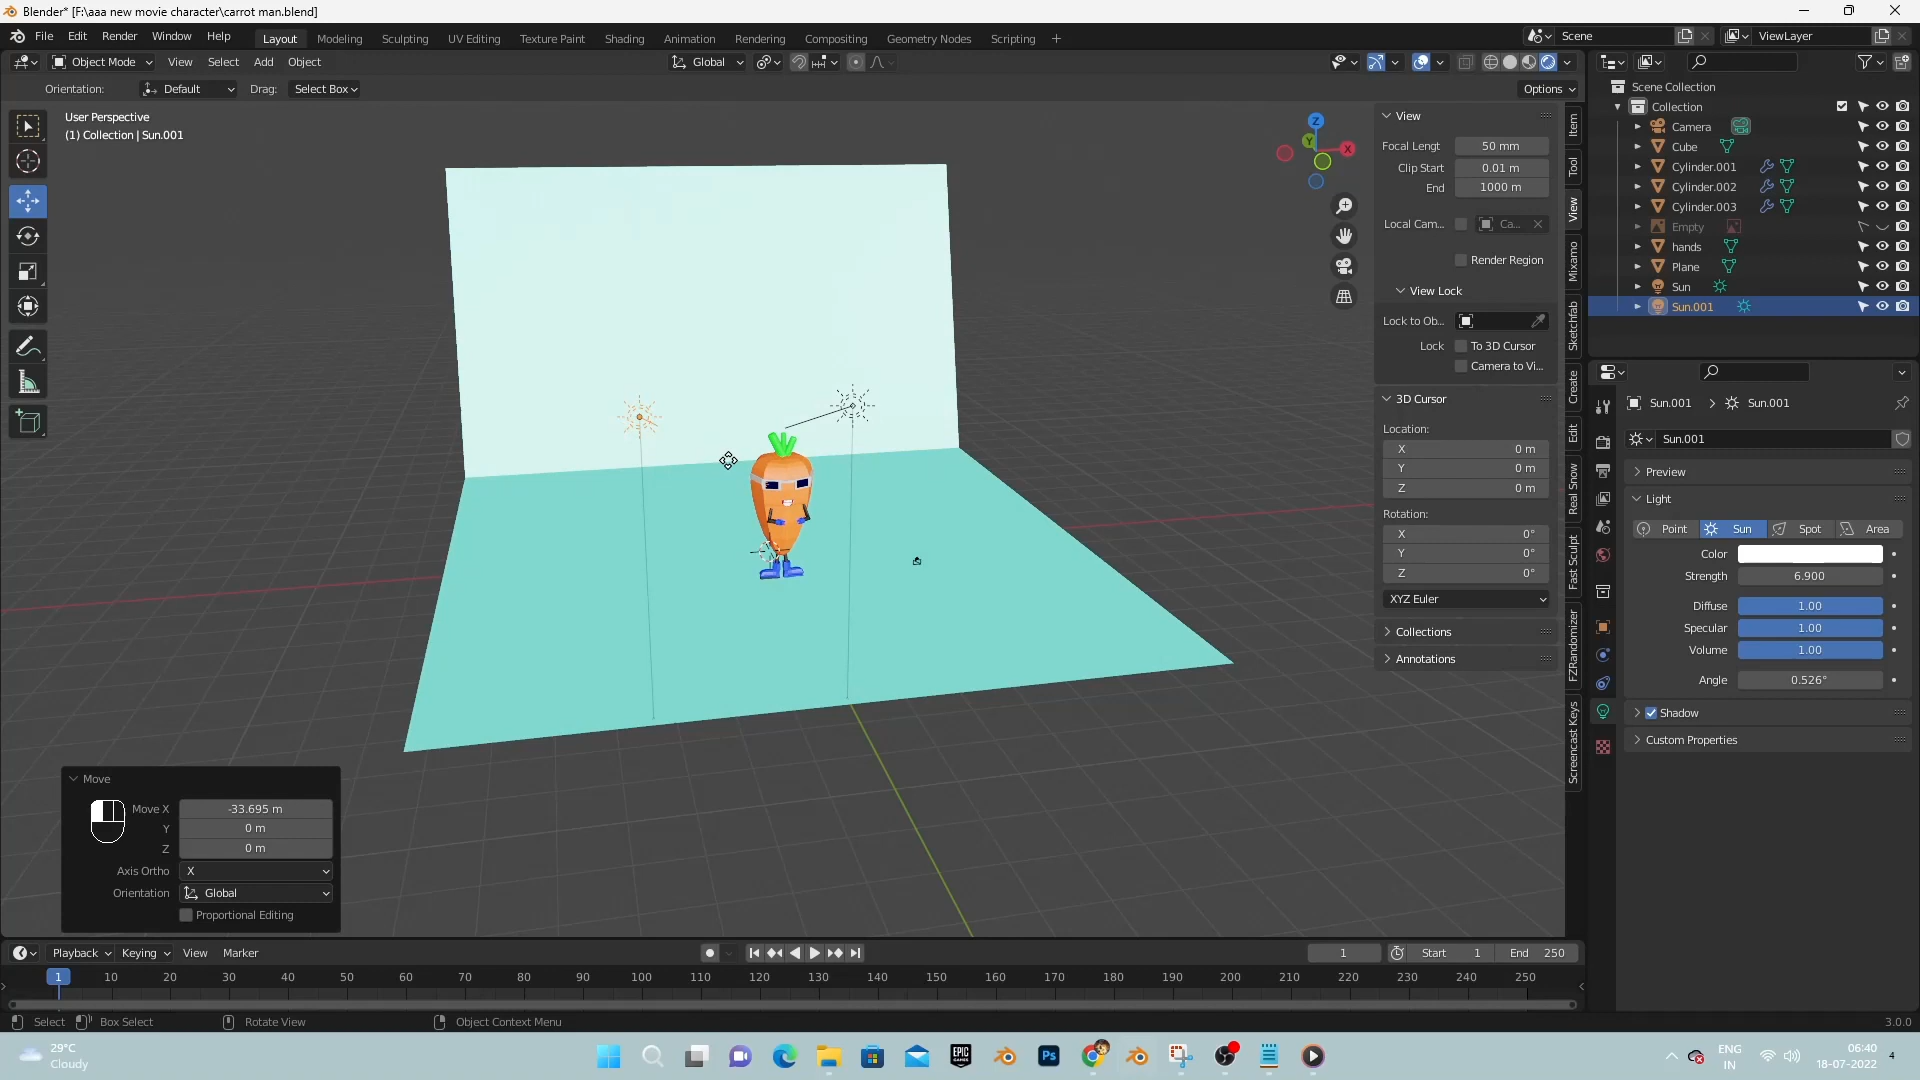 Blender* [F:\aaa new movie character\carrot man.blend]
File Edit Render Window Help Layout Modeling Sculpting UV Editing Texture Paint Shading Animation Rendering Compositing Geometry Nodes Scripting + Scene ViewLayer
Object Mode View Select Add Object Global
Orientation: Default Drag: Select Box Options
User Perspective
(1) Collection | Sun.001
Z
Y
X
View
Focal Lengt 50 mm
Clip Start 0.01 m
End 1000 m
Local Cam... Ca...
Render Region
View Lock
Lock to Ob...
Lock To 3D Cursor
Camera to Vi...
3D Cursor
Location:
X 0 m
Y 0 m
Z 0 m
Rotation:
X 0°
Y 0°
Z 0°
XYZ Euler
Collections
Annotations
Item
Tool
View
Mixamo
Sketchfab
Create
Edit
Real Snow
Fast Sculpt
FZRandomizer
Screencast Keys
Scene Collection
Collection
Camera
Cube
Cylinder.001
Cylinder.002
Cylinder.003
Empty
hands
Plane
Sun
Sun.001
Sun.001 > Sun.001
Sun.001
Preview
Light
Point Sun Spot Area
Color
Strength 6.900
Diffuse 1.00
Specular 1.00
Volume 1.00
Angle 0.526°
Shadow
Custom Properties
Move
Move X -33.695 m
Y 0 m
Z 0 m
Axis Ortho X
Orientation Global
Proportional Editing
Playback Keying View Marker 1 Start 1 End 250
1 10 20 30 40 50 60 70 80 90 100 110 120 130 140 150 160 170 180 190 200 210 220 230 240 250
Select Box Select Rotate View Object Context Menu 3.0.0
29°C
Cloudy
EPIC
GAMES
Ps
ENG
IN
06:40
18-07-2022
4